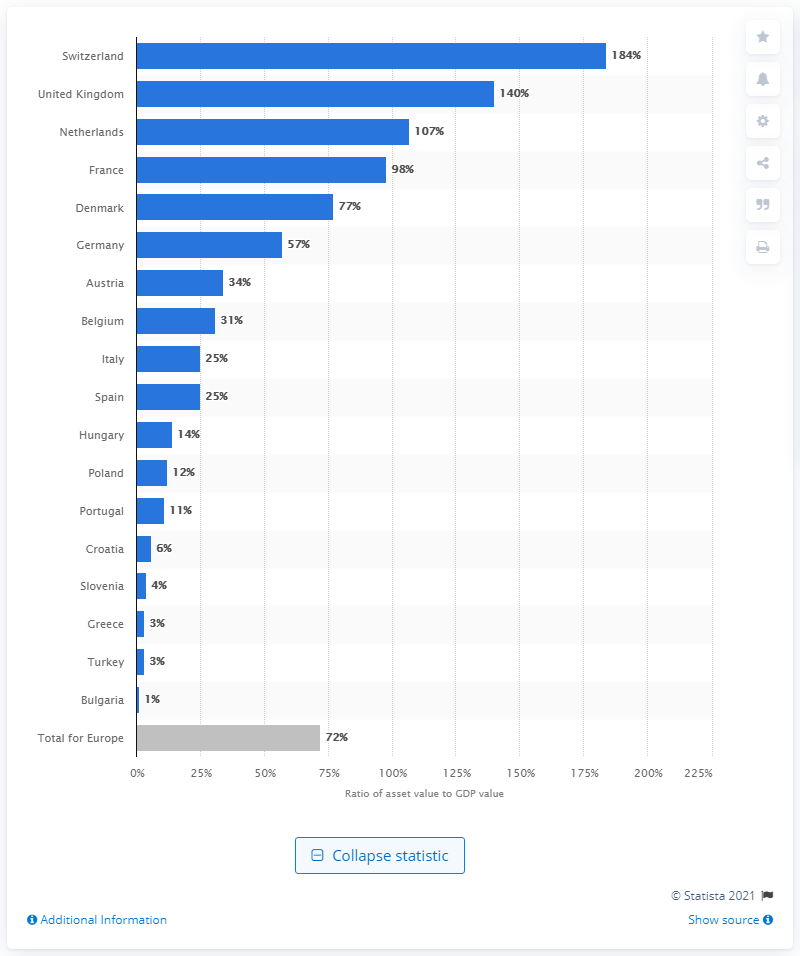 Switzerland 184%
United Kingdom 140%
Netherlands 107%
France 98%
Denmark 77%
Germany 57%
Austria 34%
Belgium 31%
Italy 25%
Spain 25%
Hungary 14%
Poland 12%
Portugal 11%
Croatia 6%
Slovenia 4%
Greece 3%
Turkey 3%
Bulgaria 1%
Total for Europe 72%
0% 25% 50% 75% 100% 125% 150% 175% 200% 225%
Ratio of asset value to GDP value
Collapse statistic
© Statista 2021
Additional Information Show source